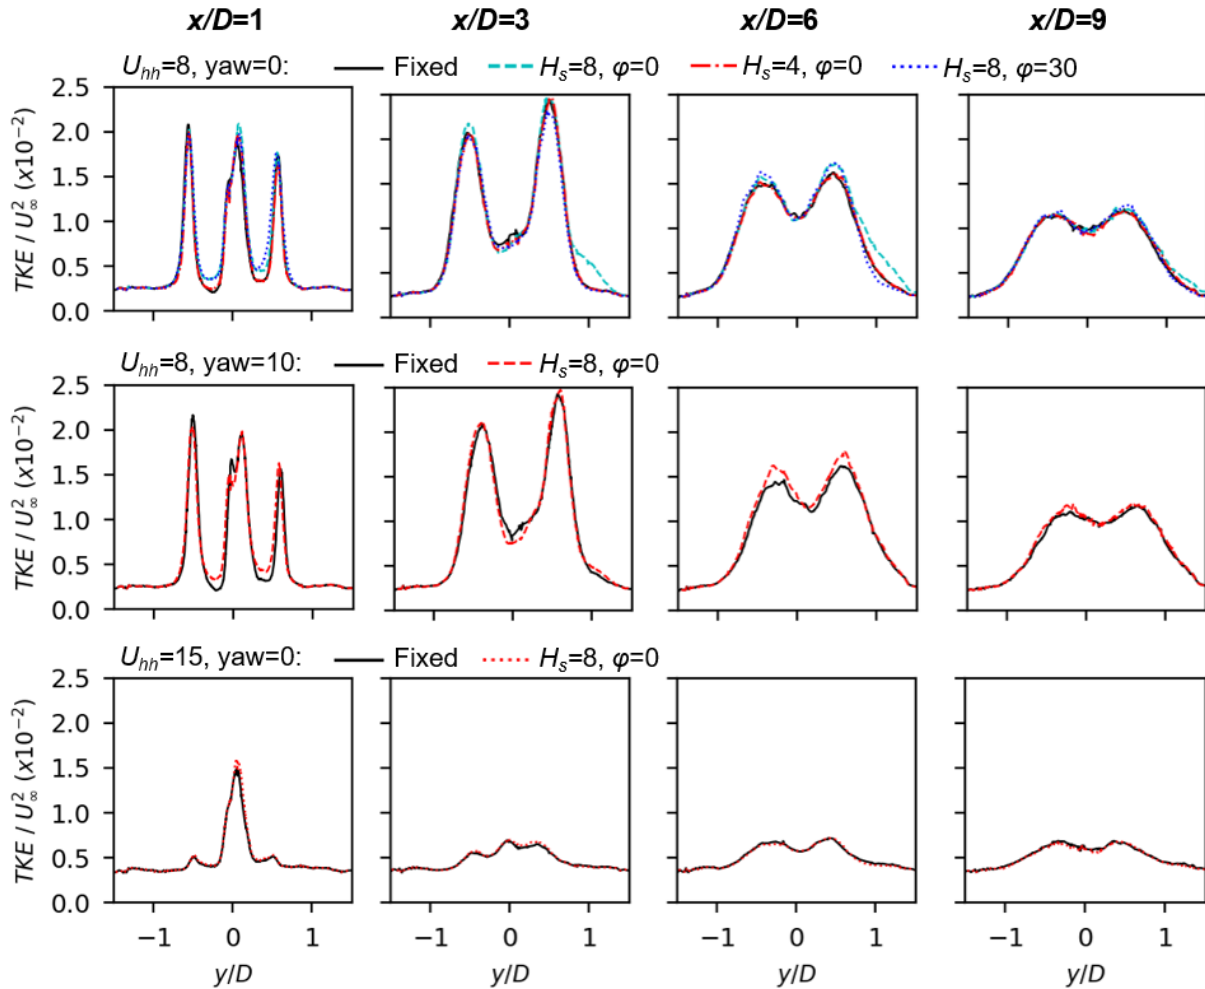 x/D=1 x/D=3 x/D=6 x/D=9
U_hh=8, yaw=0: Fixed H_s=8, φ=0 H_s=4, φ=0 H_s=8, φ=30
2.5
2.0
1.5
1.0
0.5
0.0
TKE / U_∞^2 (x10^−2)
−1 0 1 −1 0 1 −1 0 1 −1 0 1
U_hh=8, yaw=10: Fixed H_s=8, φ=0
2.5
2.0
1.5
1.0
0.5
0.0
TKE / U_∞^2 (x10^−2)
U_hh=15, yaw=0: Fixed H_s=8, φ=0
2.5
2.0
1.5
1.0
0.5
0.0
TKE / U_∞^2 (x10^−2)
y/D y/D y/D y/D